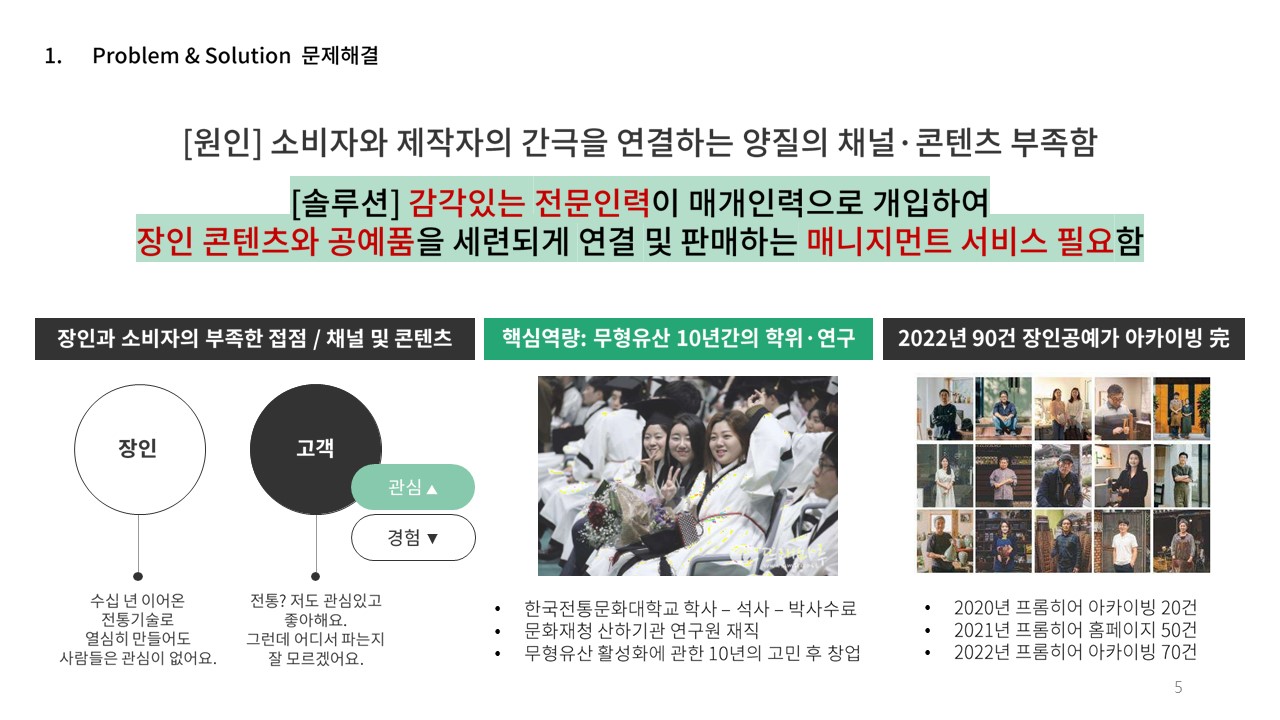 1. Problem & Solution 문제해결
[원인] 소비자와 제작자의 간극을 연결하는 양질의 채널·콘텐츠 부족함
[솔루션] 감각있는 전문인력이 매개인력으로 개입하여
장인 콘텐츠와 공예품을 세련되게 연결 및 판매하는 매니지먼트 서비스 필요함
장인과 소비자의 부족한 접점 / 채널 및 콘텐츠
장인
고객
관심▲
경험▼
수십 년 이어온
전통기술로
열심히 만들어도
사람들은 관심이 없어요.
전통? 저도 관심있고
좋아해요.
그런데 어디서 파는지
잘 모르겠어요.
핵심역량: 무형유산 10년간의 학위·연구
• 한국전통문화대학교 학사 – 석사 – 박사수료
• 문화재청 산하기관 연구원 재직
• 무형유산 활성화에 관한 10년의 고민 후 창업
2022년 90건 장인공예가 아카이빙 完
• 2020년 프롬히어 아카이빙 20건
• 2021년 프롬히어 홈페이지 50건
• 2022년 프롬히어 아카이빙 70건
5